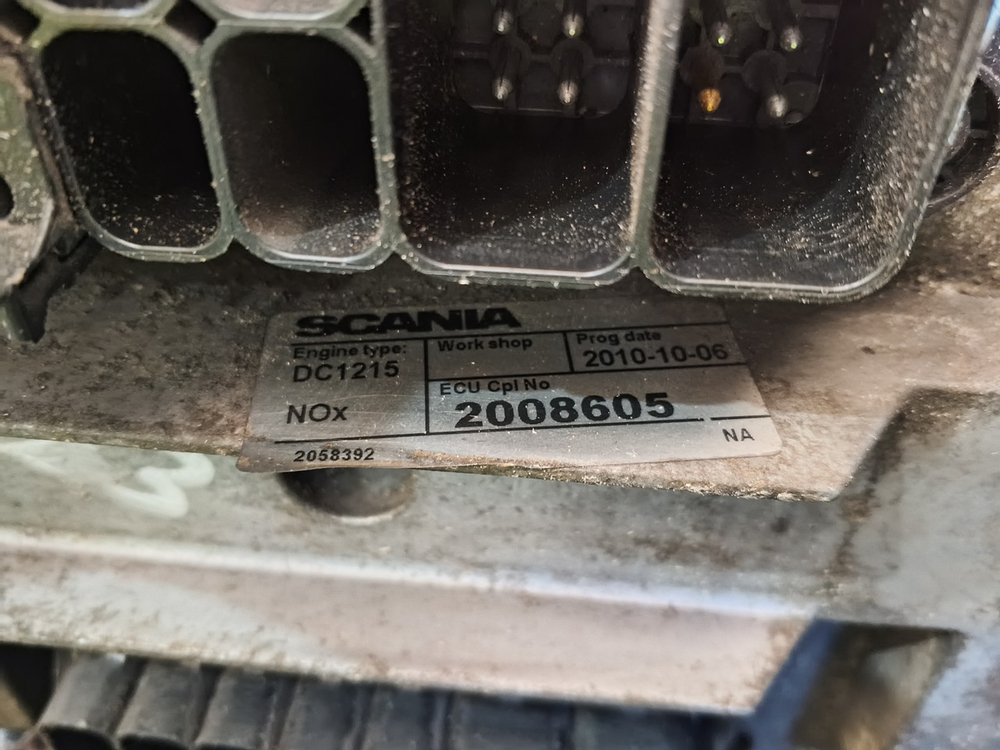 SCANIA
Engine type:
DC1215
NOx
Work shop
Prog date
2010-10-06
ECU Cpl No
2008605
NA
2058392